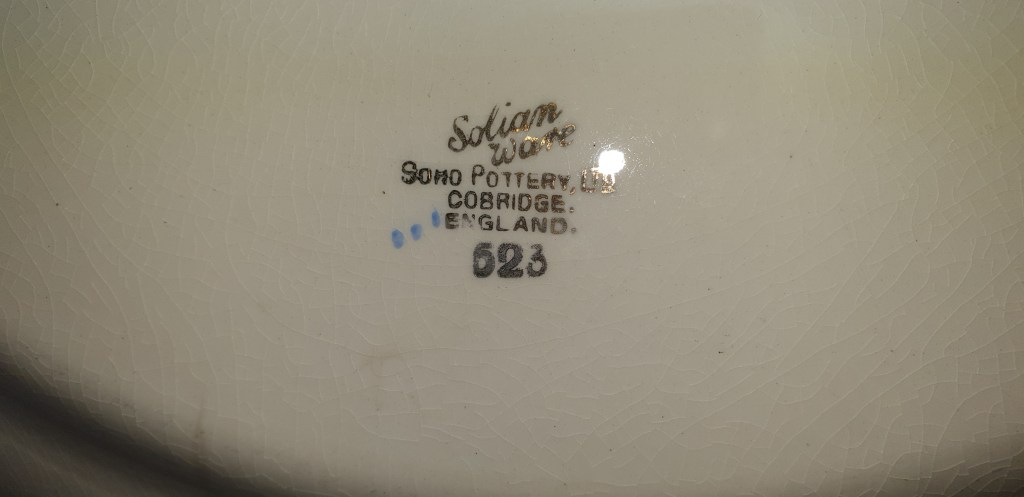 Solian
Ware
SOHO POTTERY, LTD
COBRIDGE.
ENGLAND.
523